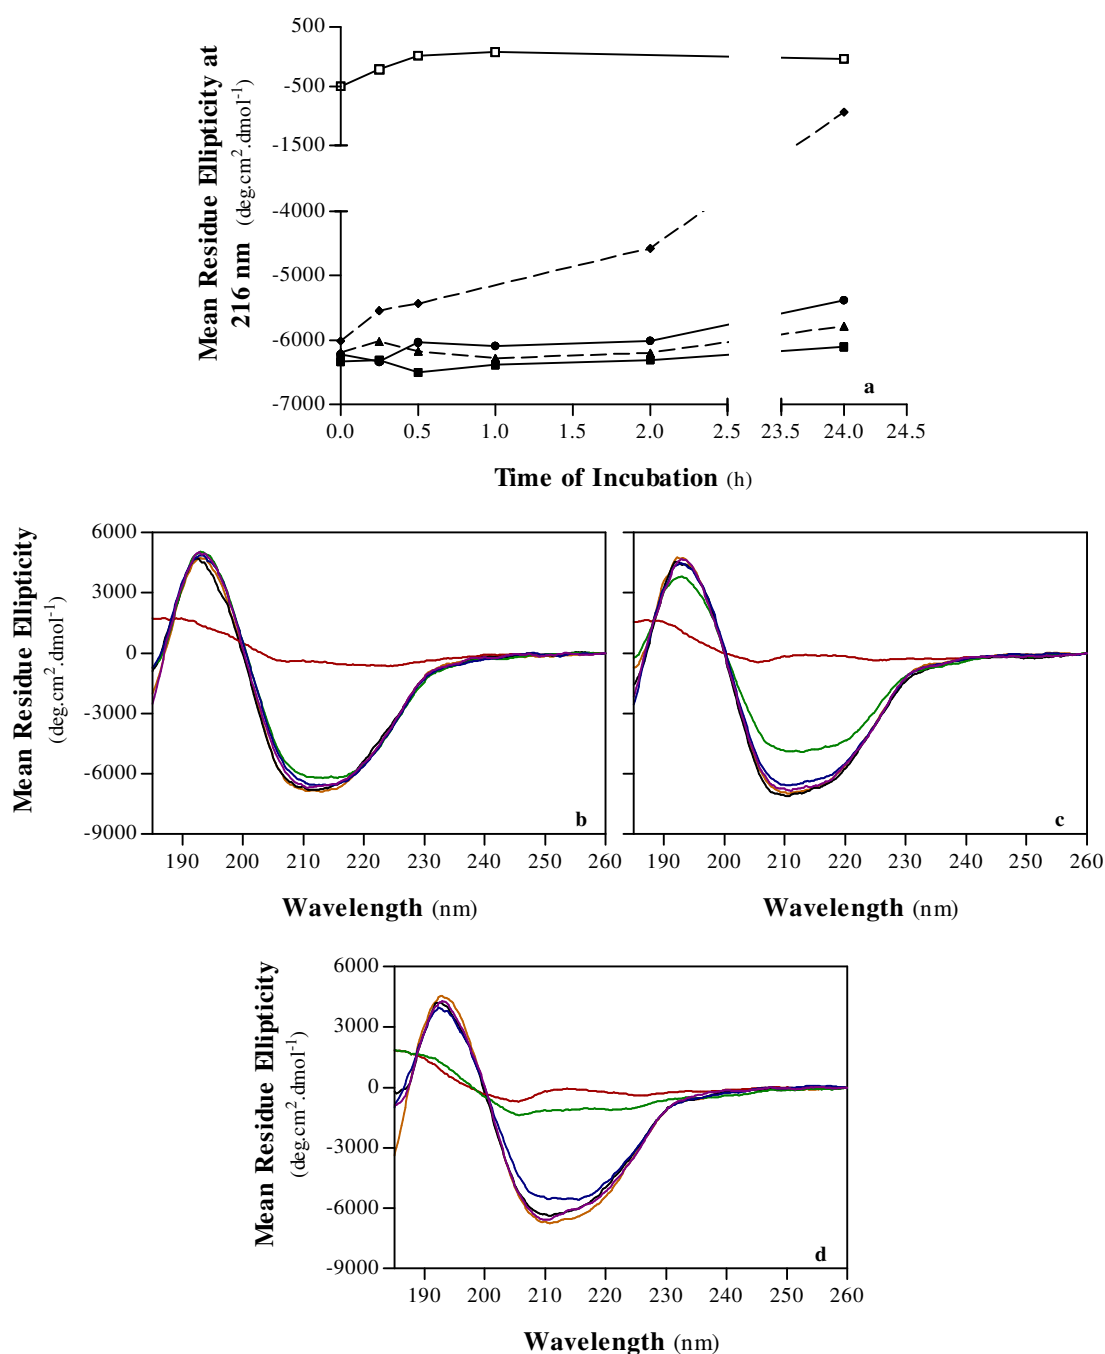 500
-500
-1500
-4000
-5000
-6000
-7000
Mean Residue Ellipticity at
216 nm (deg.cm².dmol⁻¹)
a
0.0 0.5 1.0 1.5 2.0 2.5 23.5 24.0 24.5
Time of Incubation (h)
6000
3000
0
-3000
-6000
-9000
Mean Residue Ellipticity
(deg.cm².dmol⁻¹)
b
c
190 200 210 220 230 240 250 260
190 200 210 220 230 240 250 260
Wavelength (nm)
Wavelength (nm)
6000
3000
0
-3000
-6000
-9000
Mean Residue Ellipticity
(deg.cm².dmol⁻¹)
d
190 200 210 220 230 240 250 260
Wavelength (nm)